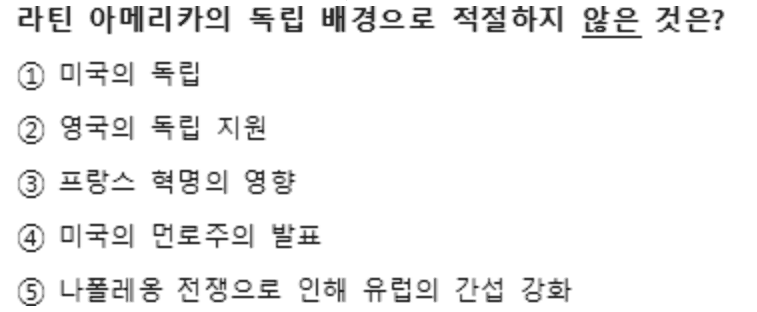 라틴 아메리카의 독립 배경으로 적절하지 않은 것은?
① 미국의 독립
② 영국의 독립 지원
③ 프랑스 혁명의 영향
④ 미국의 먼로주의 발표
⑤ 나폴레옹 전쟁으로 인해 유럽의 간섭 강화